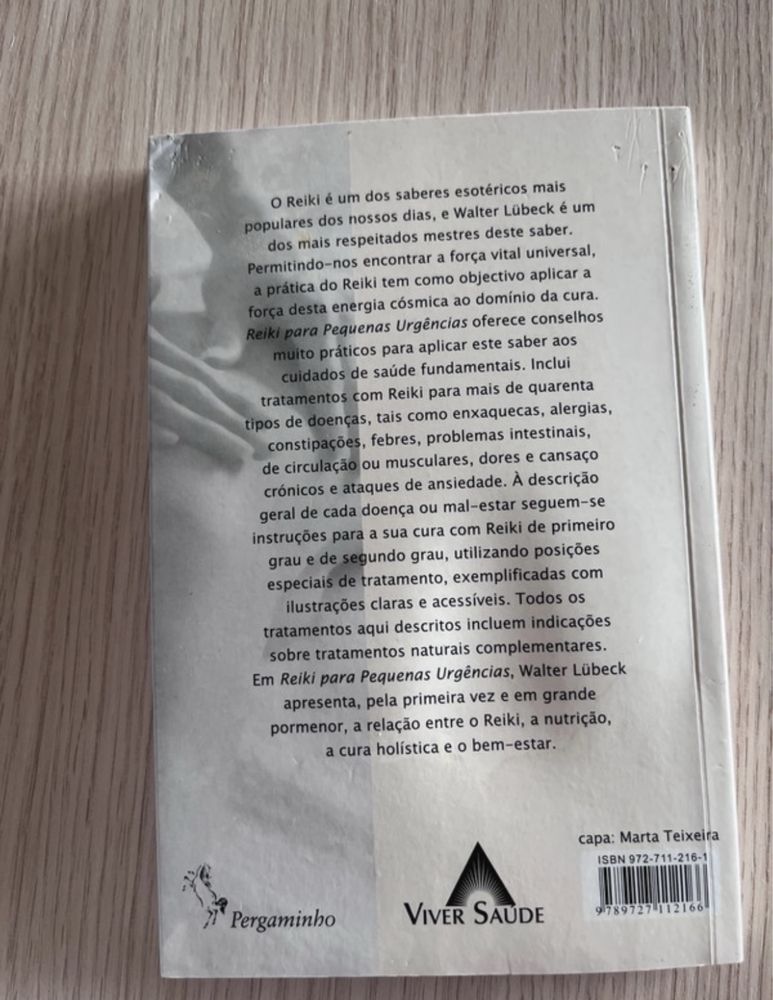 O Reiki é um dos saberes esotéricos mais
populares dos nossos dias, e Walter Lübeck é um
dos mais respeitados mestres deste saber.
Permitindo-nos encontrar a força vital universal,
a prática do Reiki tem como objectivo aplicar a
força desta energia cósmica ao domínio da cura.
Reiki para Pequenas Urgências oferece conselhos
muito práticos para aplicar este saber aos
cuidados de saúde fundamentais. Inclui
tratamentos com Reiki para mais de quarenta
tipos de doenças, tais como enxaquecas, alergias,
constipações, febres, problemas intestinais,
de circulação ou musculares, dores e cansaço
crónicos e ataques de ansiedade. À descrição
geral de cada doença ou mal-estar seguem-se
instruções para a sua cura com Reiki de primeiro
grau e de segundo grau, utilizando posições
especiais de tratamento, exemplificadas com
ilustrações claras e acessíveis. Todos os
tratamentos aqui descritos incluem indicações
sobre tratamentos naturais complementares.
Em Reiki para Pequenas Urgências, Walter Lübeck
apresenta, pela primeira vez e em grande
pormenor, a relação entre o Reiki, a nutrição,
a cura holística e o bem-estar.
capa: Marta Teixeira
ISBN 972-711-216-1
9789727112166
Pergaminho
VIVER SAÚDE